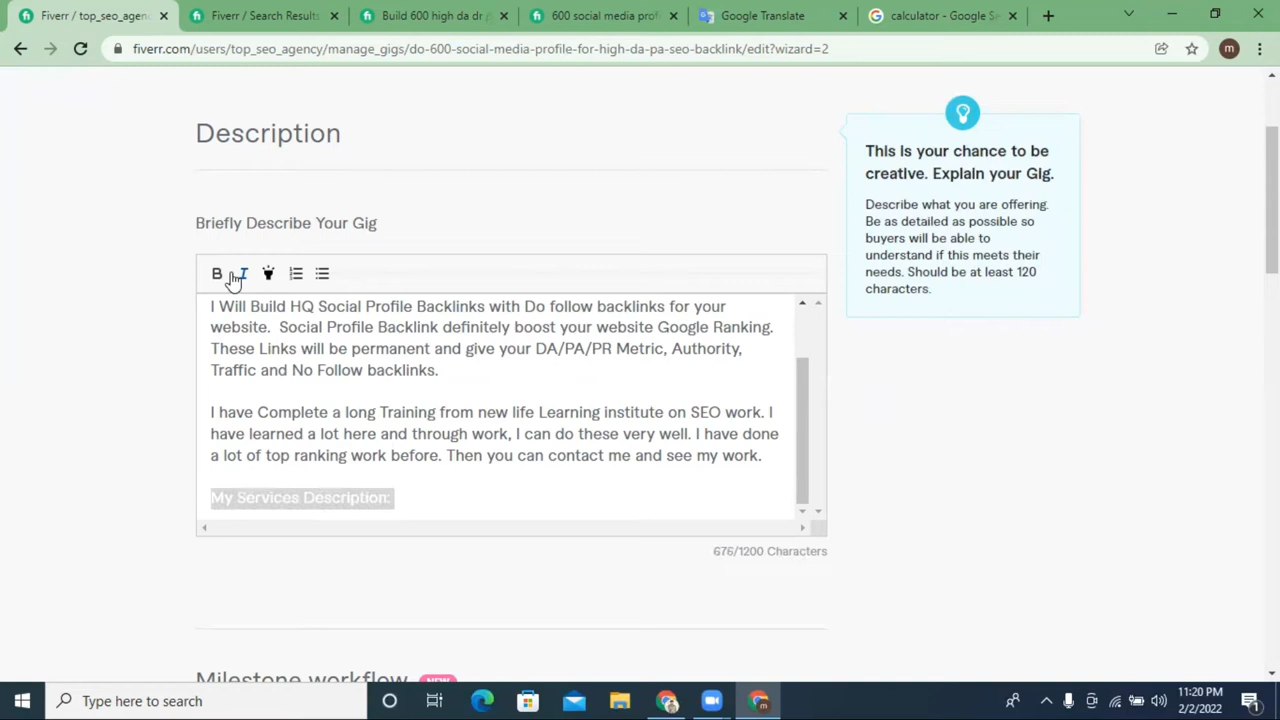 Fiverr / top_seo_agency
Fiverr / Search Results
Build 600 high da dr
600 social media prof
Google Translate
calculator - Google Se
fiverr.com/users/top_seo_agency/manage_gigs/do-600-social-media-profile-for-high-da-pa-seo-backlink/edit?wizard=2
m
Description
Briefly Describe Your Gig
B I
I Will Build HQ Social Profile Backlinks with Do follow backlinks for your
website. Social Profile Backlink definitely boost your website Google Ranking.
These Links will be permanent and give your DA/PA/PR Metric, Authority,
Traffic and No Follow backlinks.
I have Complete a long Training from new life Learning institute on SEO work. I
have learned a lot here and through work, I can do these very well. I have done
a lot of top ranking work before. Then you can contact me and see my work.
My Services Description:
676/1200 Characters
This is your chance to be
creative. Explain your Gig.
Describe what you are offering.
Be as detailed as possible so
buyers will be able to
understand if this meets their
needs. Should be at least 120
characters.
Milestone workflow NEW
Type here to search
m
11:20 PM
2/2/2022
1